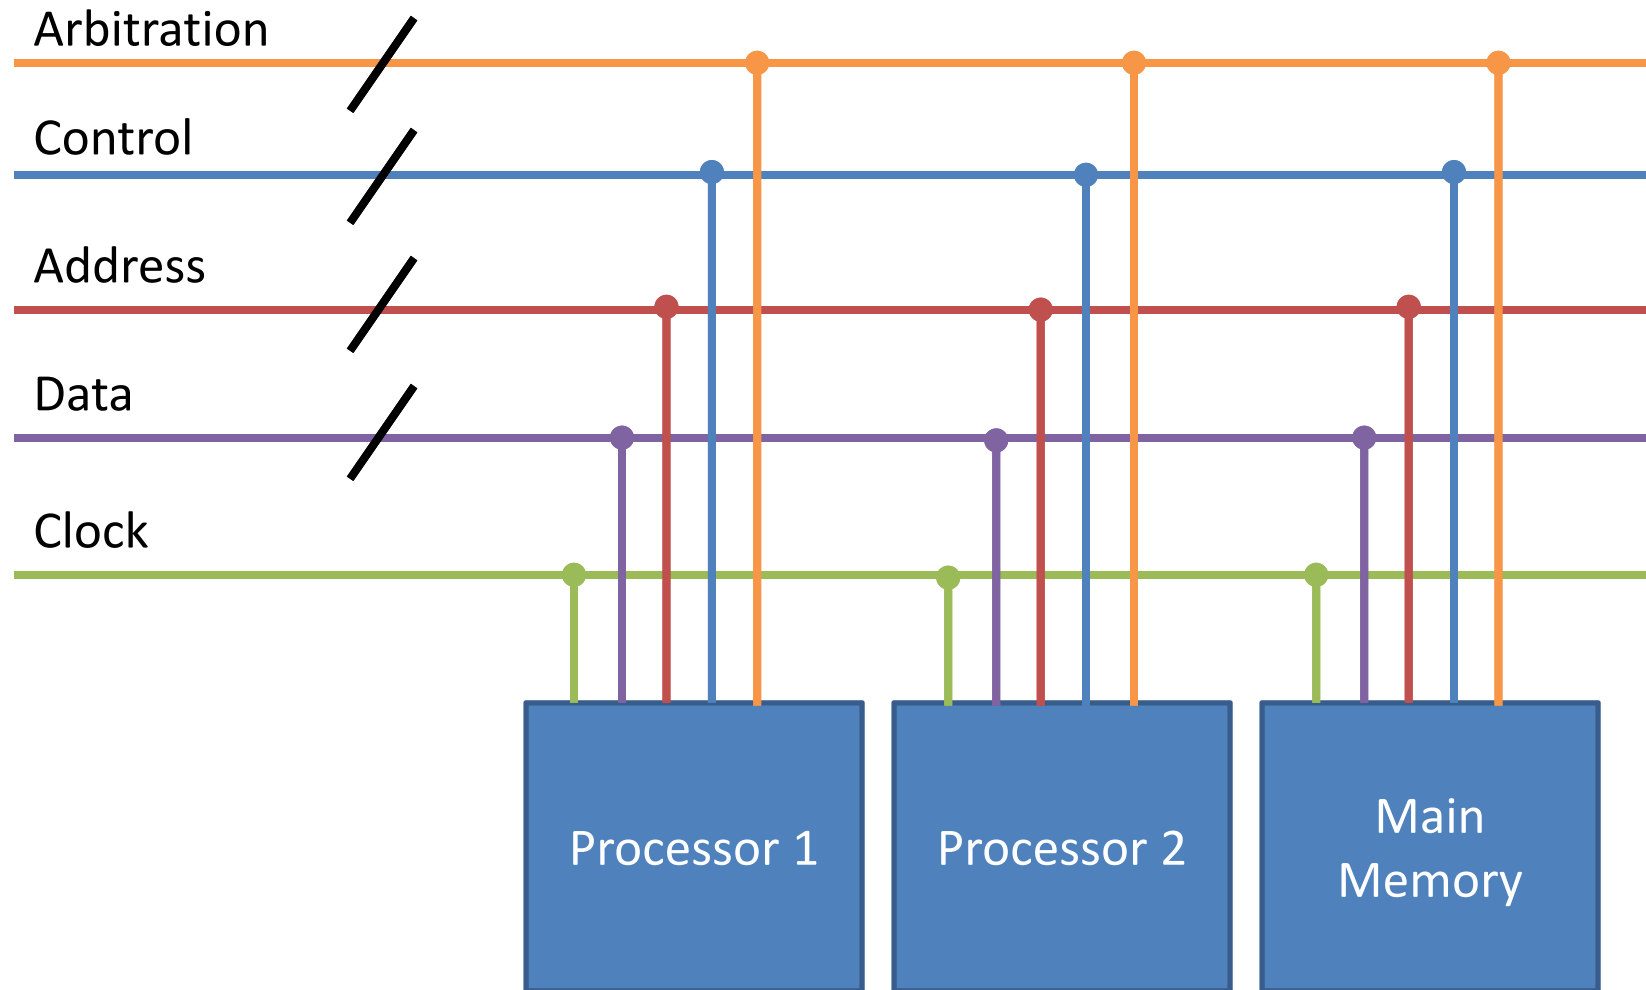 Arbitration
Control
Address
Data
Clock
Processor 1
Processor 2
Main
Memory